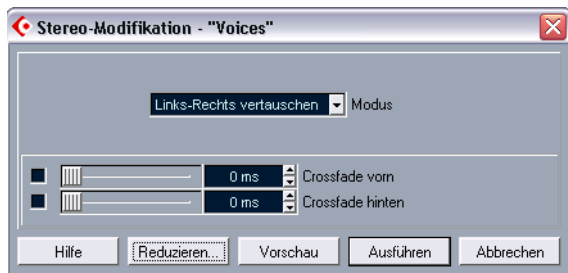 Stereo-Modifikation - "Voices"
Links-Rechts vertauschen Modus
0 ms Crossfade vorn
0 ms Crossfade hinten
Hilfe Reduzieren... Vorschau Ausführen Abbrechen